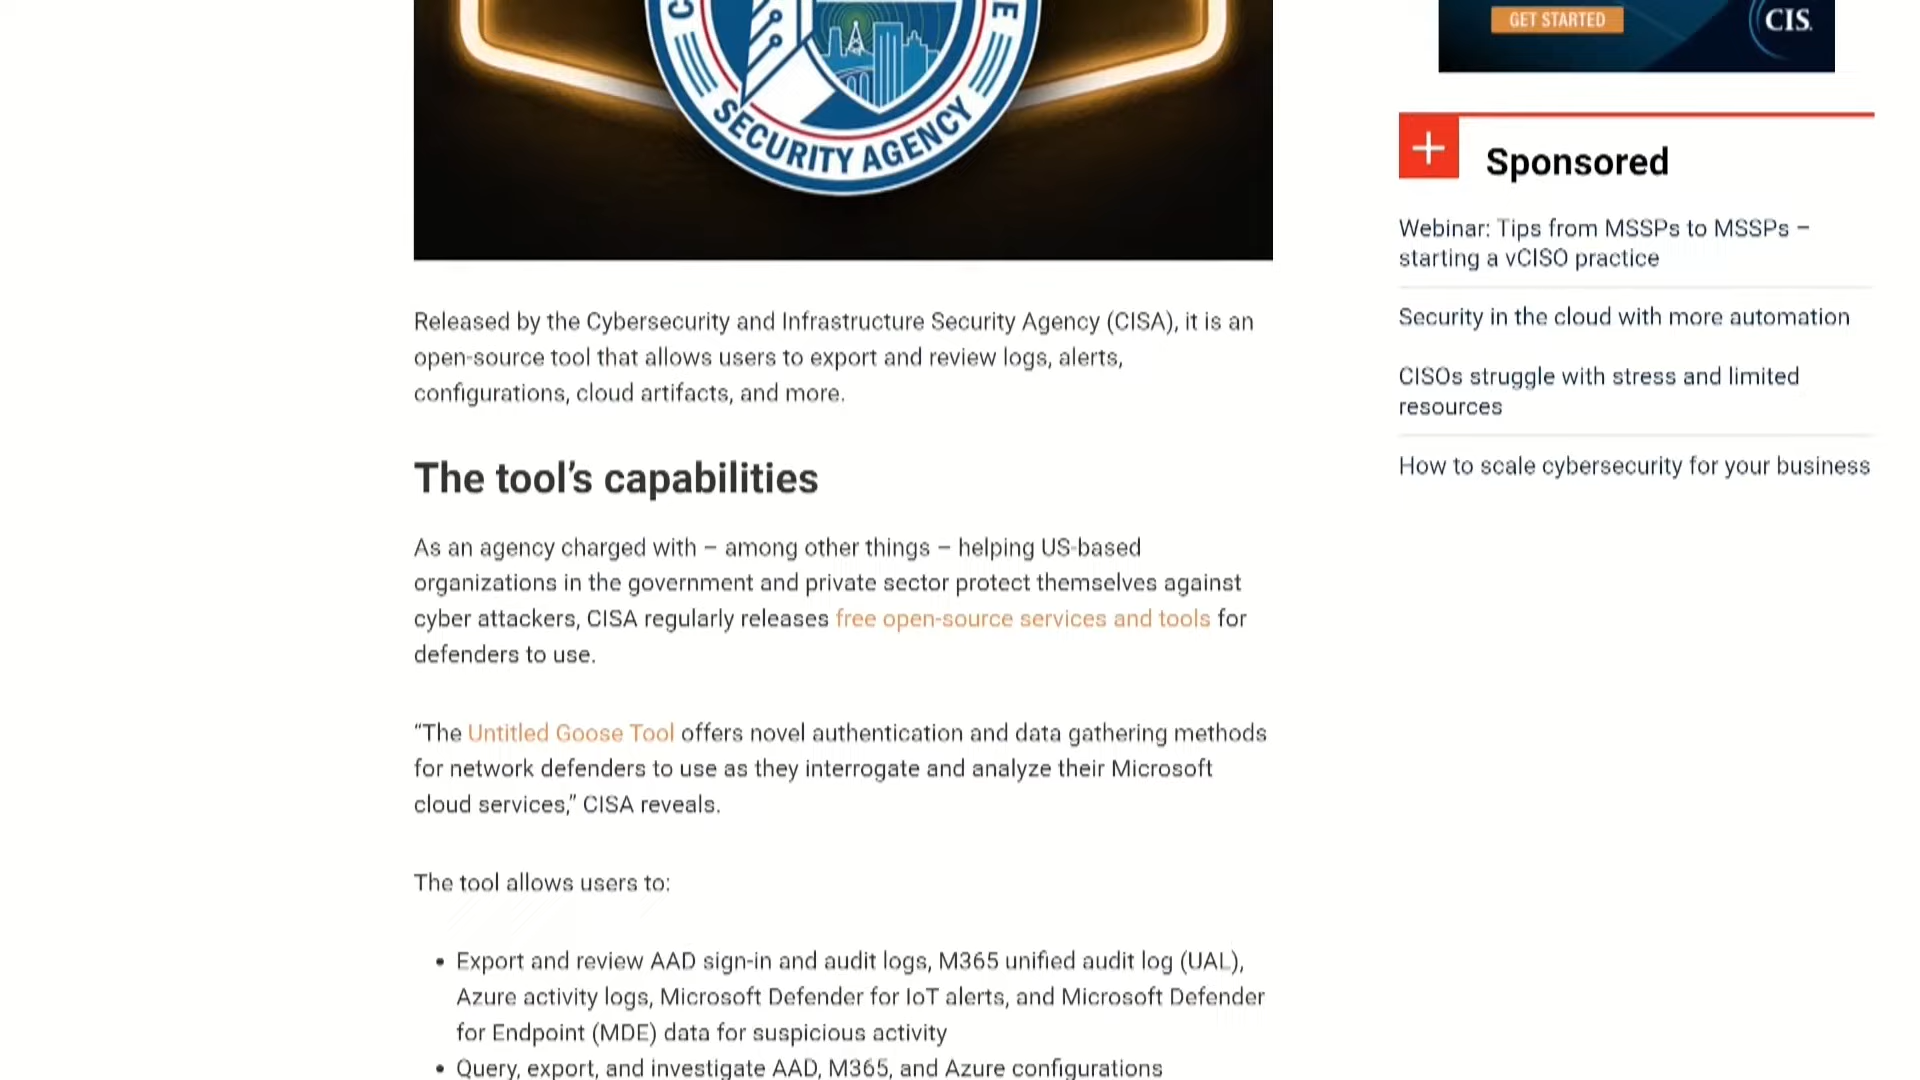 SECURITY AGENCY
GET STARTED
CIS.
Sponsored
Webinar: Tips from MSSPs to MSSPs –
starting a vCISO practice
Security in the cloud with more automation
CISOs struggle with stress and limited
resources
How to scale cybersecurity for your business
Released by the Cybersecurity and Infrastructure Security Agency (CISA), it is an
open-source tool that allows users to export and review logs, alerts,
configurations, cloud artifacts, and more.
The tool’s capabilities
As an agency charged with – among other things – helping US-based
organizations in the government and private sector protect themselves against
cyber attackers, CISA regularly releases free open-source services and tools for
defenders to use.
“The Untitled Goose Tool offers novel authentication and data gathering methods
for network defenders to use as they interrogate and analyze their Microsoft
cloud services,” CISA reveals.
The tool allows users to:
• Export and review AAD sign-in and audit logs, M365 unified audit log (UAL),
Azure activity logs, Microsoft Defender for IoT alerts, and Microsoft Defender
for Endpoint (MDE) data for suspicious activity
• Query, export, and investigate AAD, M365, and Azure configurations